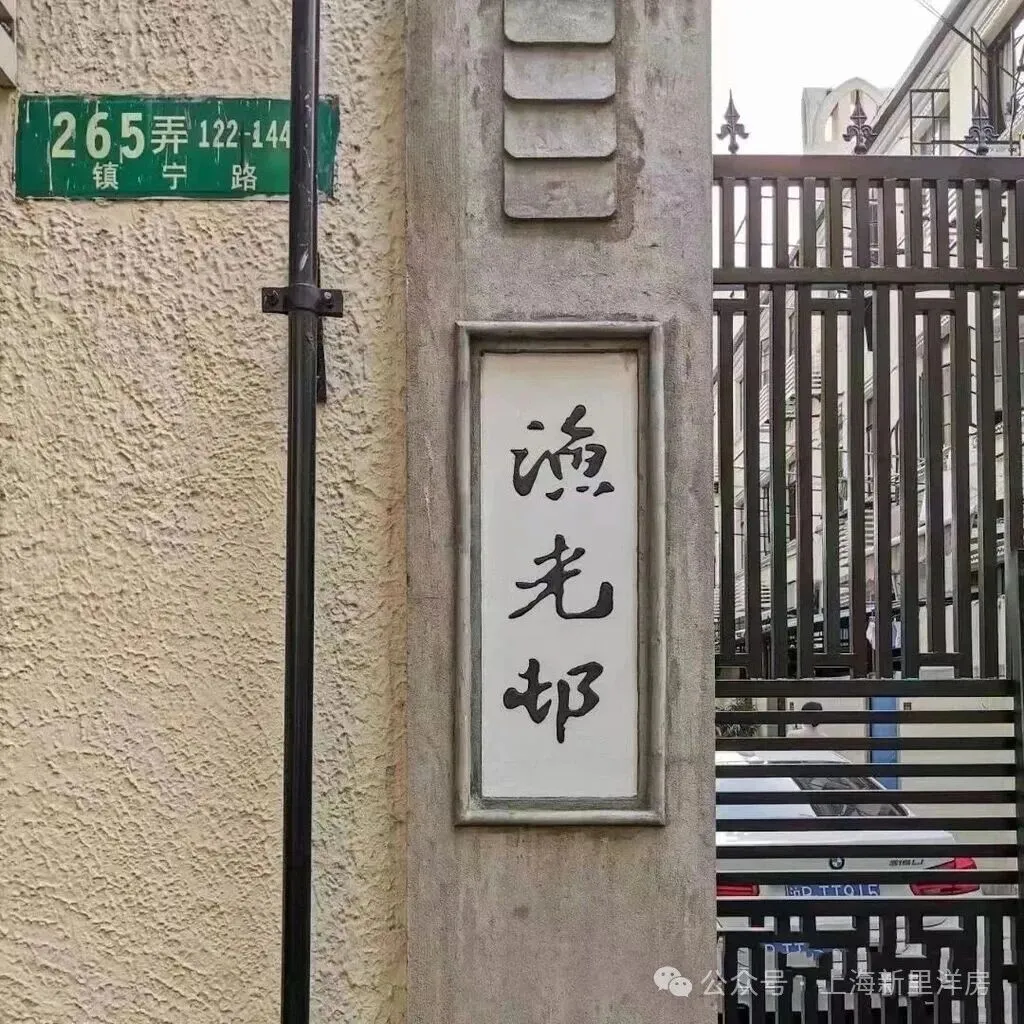 265弄 122-144
镇宁路
渔光邨
公众号 · 上海新里洋房